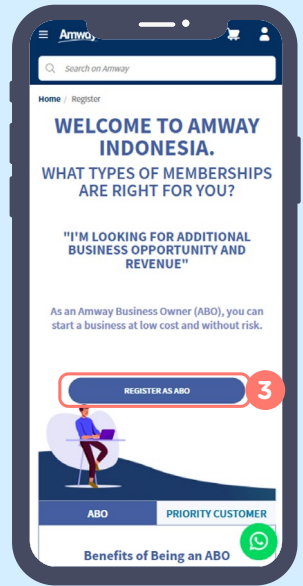 Amway
Search on Amway
Home / Register
WELCOME TO AMWAY
INDONESIA.
WHAT TYPES OF MEMBERSHIPS
ARE RIGHT FOR YOU?
"I'M LOOKING FOR ADDITIONAL
BUSINESS OPPORTUNITY AND
REVENUE"
As an Amway Business Owner (ABO), you can
start a business at low cost and without risk.
REGISTER AS ABO
3
ABO
PRIORITY CUSTOMER
Benefits of Being an ABO